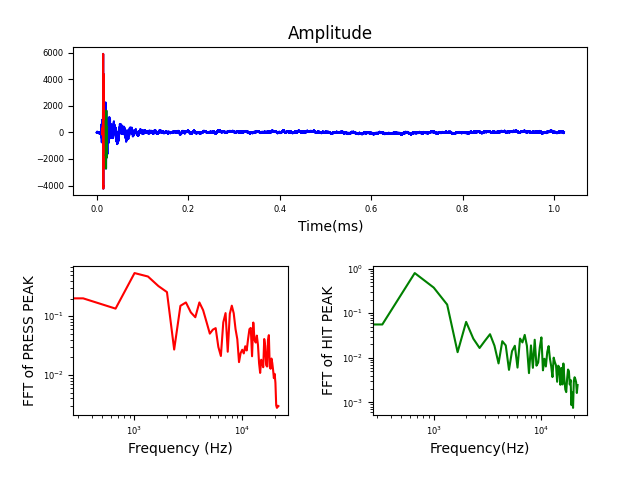 Amplitude
6000
4000
2000
0
−2000
−4000
0.0 0.2 0.4 0.6 0.8 1.0
Time(ms)
FFT of PRESS PEAK
10⁻¹
10⁻²
10³ 10⁴
Frequency (Hz)
FFT of HIT PEAK
10⁰
10⁻¹
10⁻²
10⁻³
10³ 10⁴
Frequency(Hz)